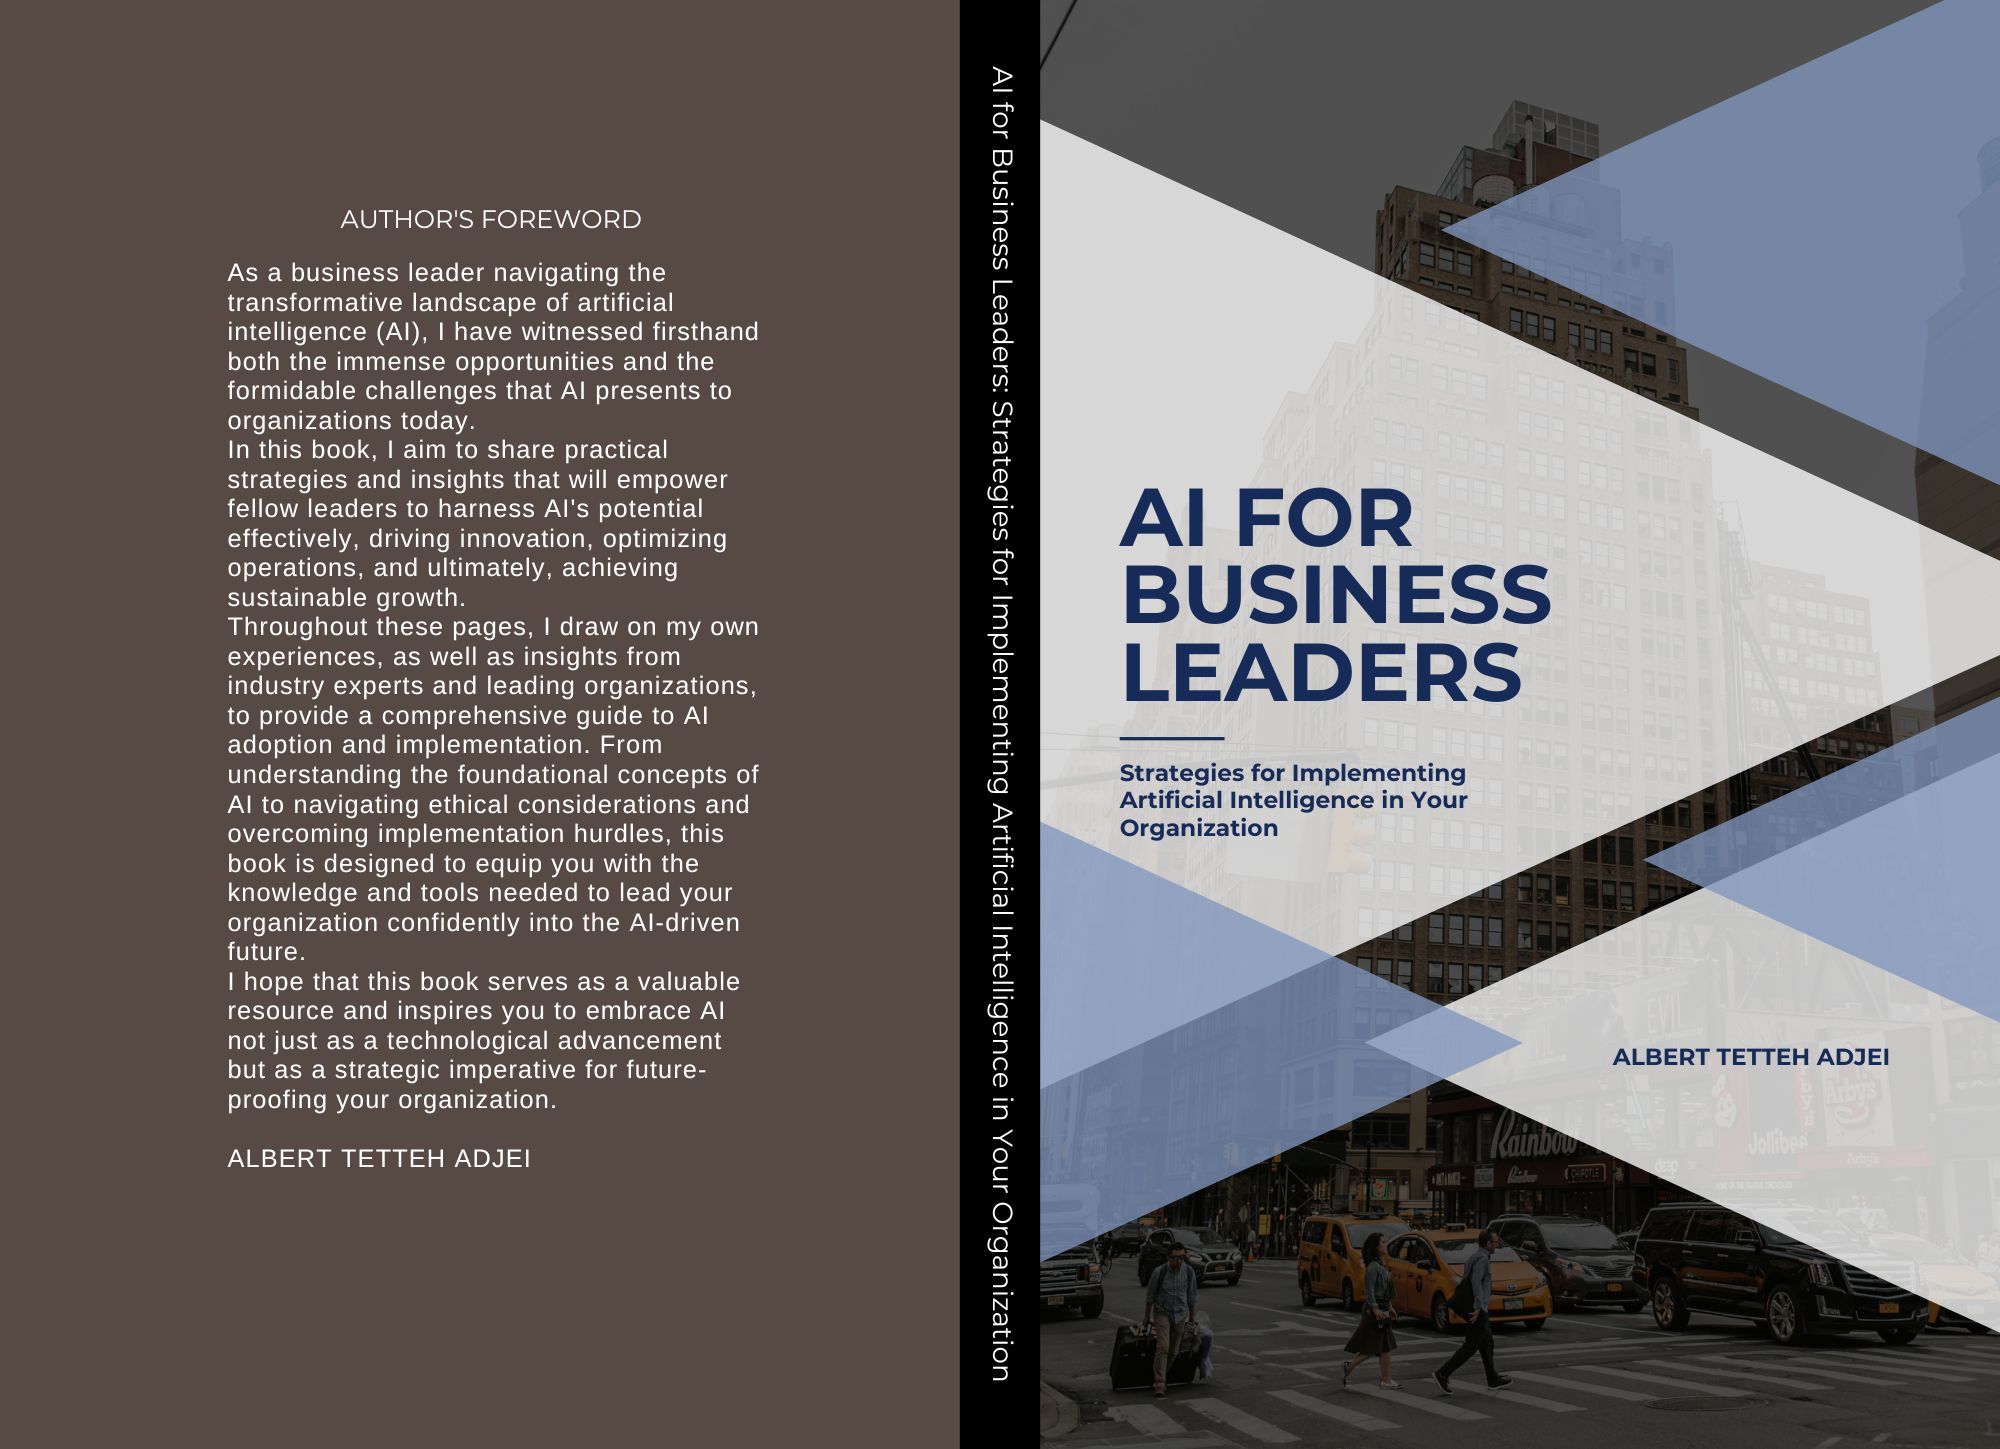 AUTHOR'S FOREWORD
As a business leader navigating the
transformative landscape of artificial
intelligence (AI), I have witnessed firsthand
both the immense opportunities and the
formidable challenges that AI presents to
organizations today.
In this book, I aim to share practical
strategies and insights that will empower
fellow leaders to harness AI's potential
effectively, driving innovation, optimizing
operations, and ultimately, achieving
sustainable growth.
Throughout these pages, I draw on my own
experiences, as well as insights from
industry experts and leading organizations,
to provide a comprehensive guide to AI
adoption and implementation. From
understanding the foundational concepts of
AI to navigating ethical considerations and
overcoming implementation hurdles, this
book is designed to equip you with the
knowledge and tools needed to lead your
organization confidently into the AI-driven
future.
I hope that this book serves as a valuable
resource and inspires you to embrace AI
not just as a technological advancement
but as a strategic imperative for future-
proofing your organization.
ALBERT TETTEH ADJEI
AI for Business Leaders: Strategies for Implementing Artificial Intelligence in Your Organization
AI FOR
BUSINESS
LEADERS
Strategies for Implementing
Artificial Intelligence in Your
Organization
ALBERT TETTEH ADJEI
EVIL
Arby's
Rainbow
Jollibee
Arby's
Rainbow
CHIPOTLE